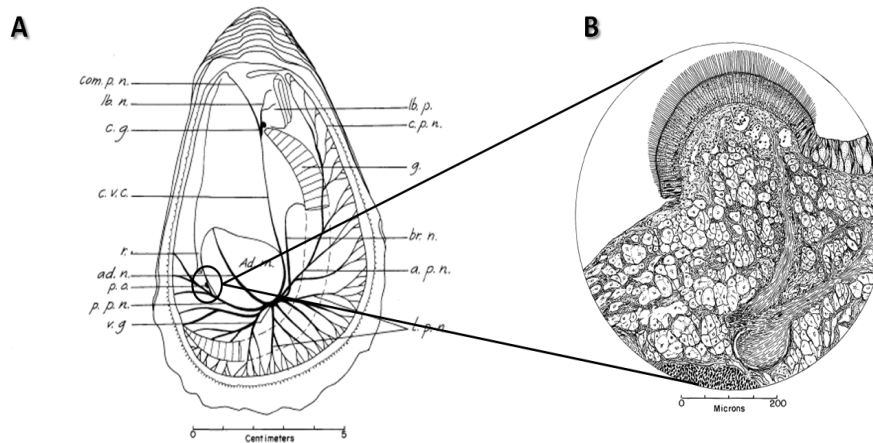 A
B
com. p. n.
lb. n.
c. g.
c. v. c.
r.
ad. n.
p. o.
p. p. n.
v. g
lb. p.
c. p. n.
g.
br. n.
a. p. n.
l. p. n.
Ad. m.
0 5
Centimeters
0 200
Microns